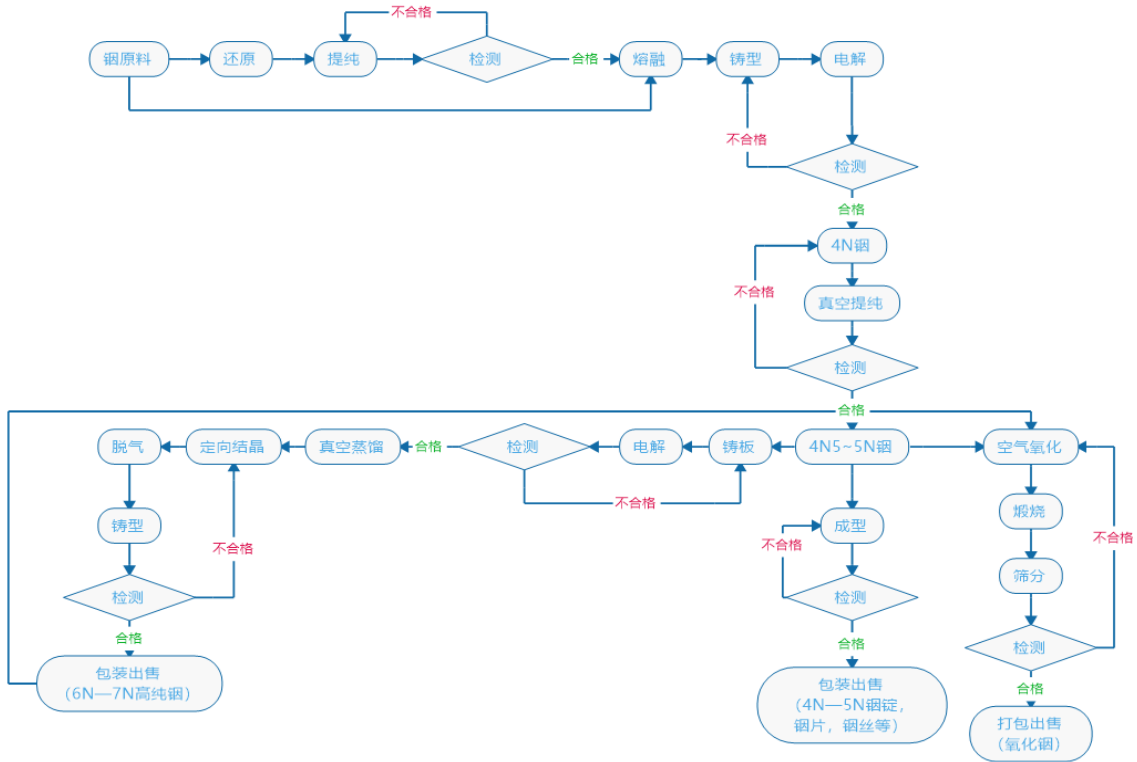 不合格
铟原料
还原
提纯
检测
合格
熔融
铸型
电解
不合格
检测
合格
4N铟
不合格
真空提纯
检测
合格
脱气
定向结晶
真空蒸馏
合格
检测
电解
铸板
4N5~5N铟
空气氧化
不合格
铸型
不合格
检测
合格
包装出售
（6N—7N高纯铟）
成型
不合格
检测
合格
包装出售
（4N—5N铟锭，
铟片，铟丝等）
煅烧
不合格
筛分
检测
合格
打包出售
（氧化铟）